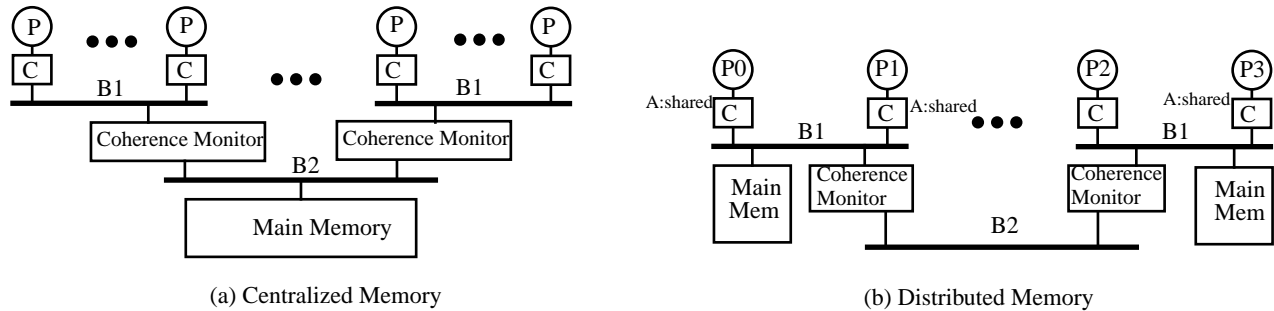 P P P P
C C C C
B1 B1
Coherence Monitor Coherence Monitor
B2
Main Memory
(a) Centralized Memory
P0 P1 P2 P3
A:shared A:shared A:shared
C C C C
B1 B1
Main
Mem
Coherence
Monitor
Coherence
Monitor
Main
Mem
B2
(b) Distributed Memory